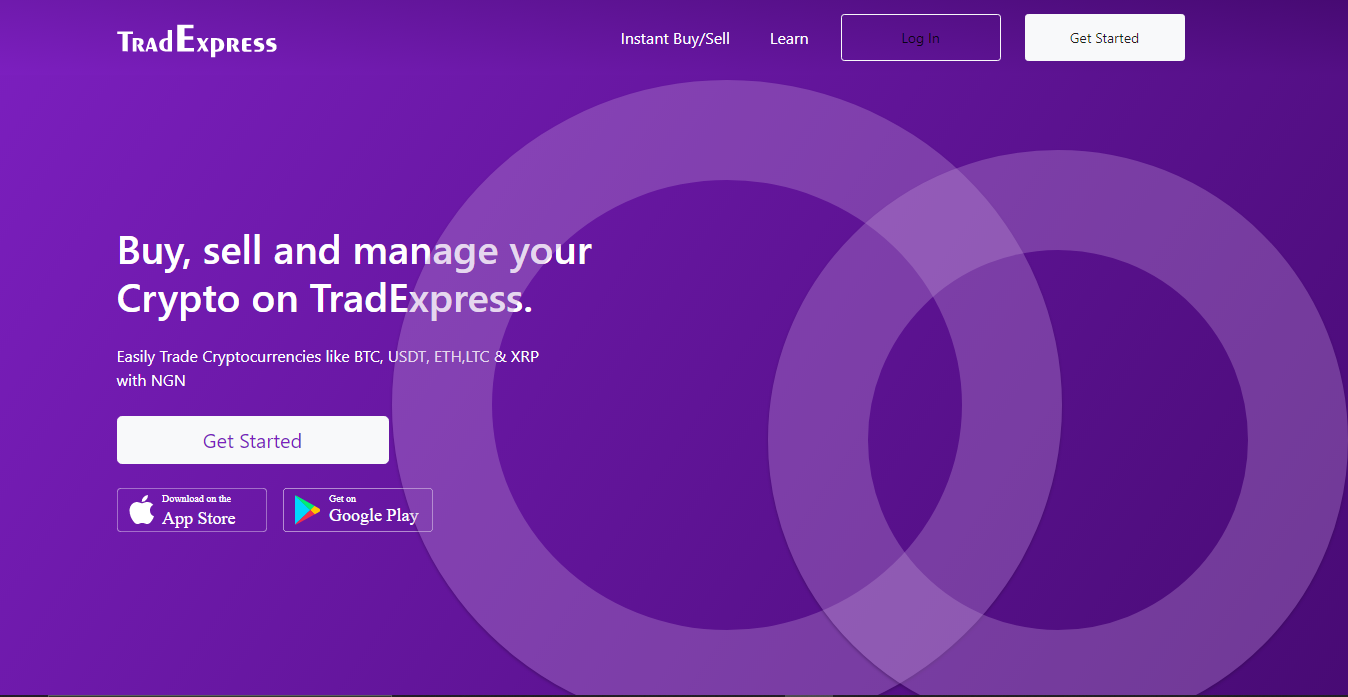 TradExpress
Instant Buy/Sell
Learn
Log In
Get Started
Buy, sell and manage your
Crypto on TradExpress.
Easily Trade Cryptocurrencies like BTC, USDT, ETH,LTC & XRP
with NGN
Get Started
Download on the
App Store
Get on
Google Play